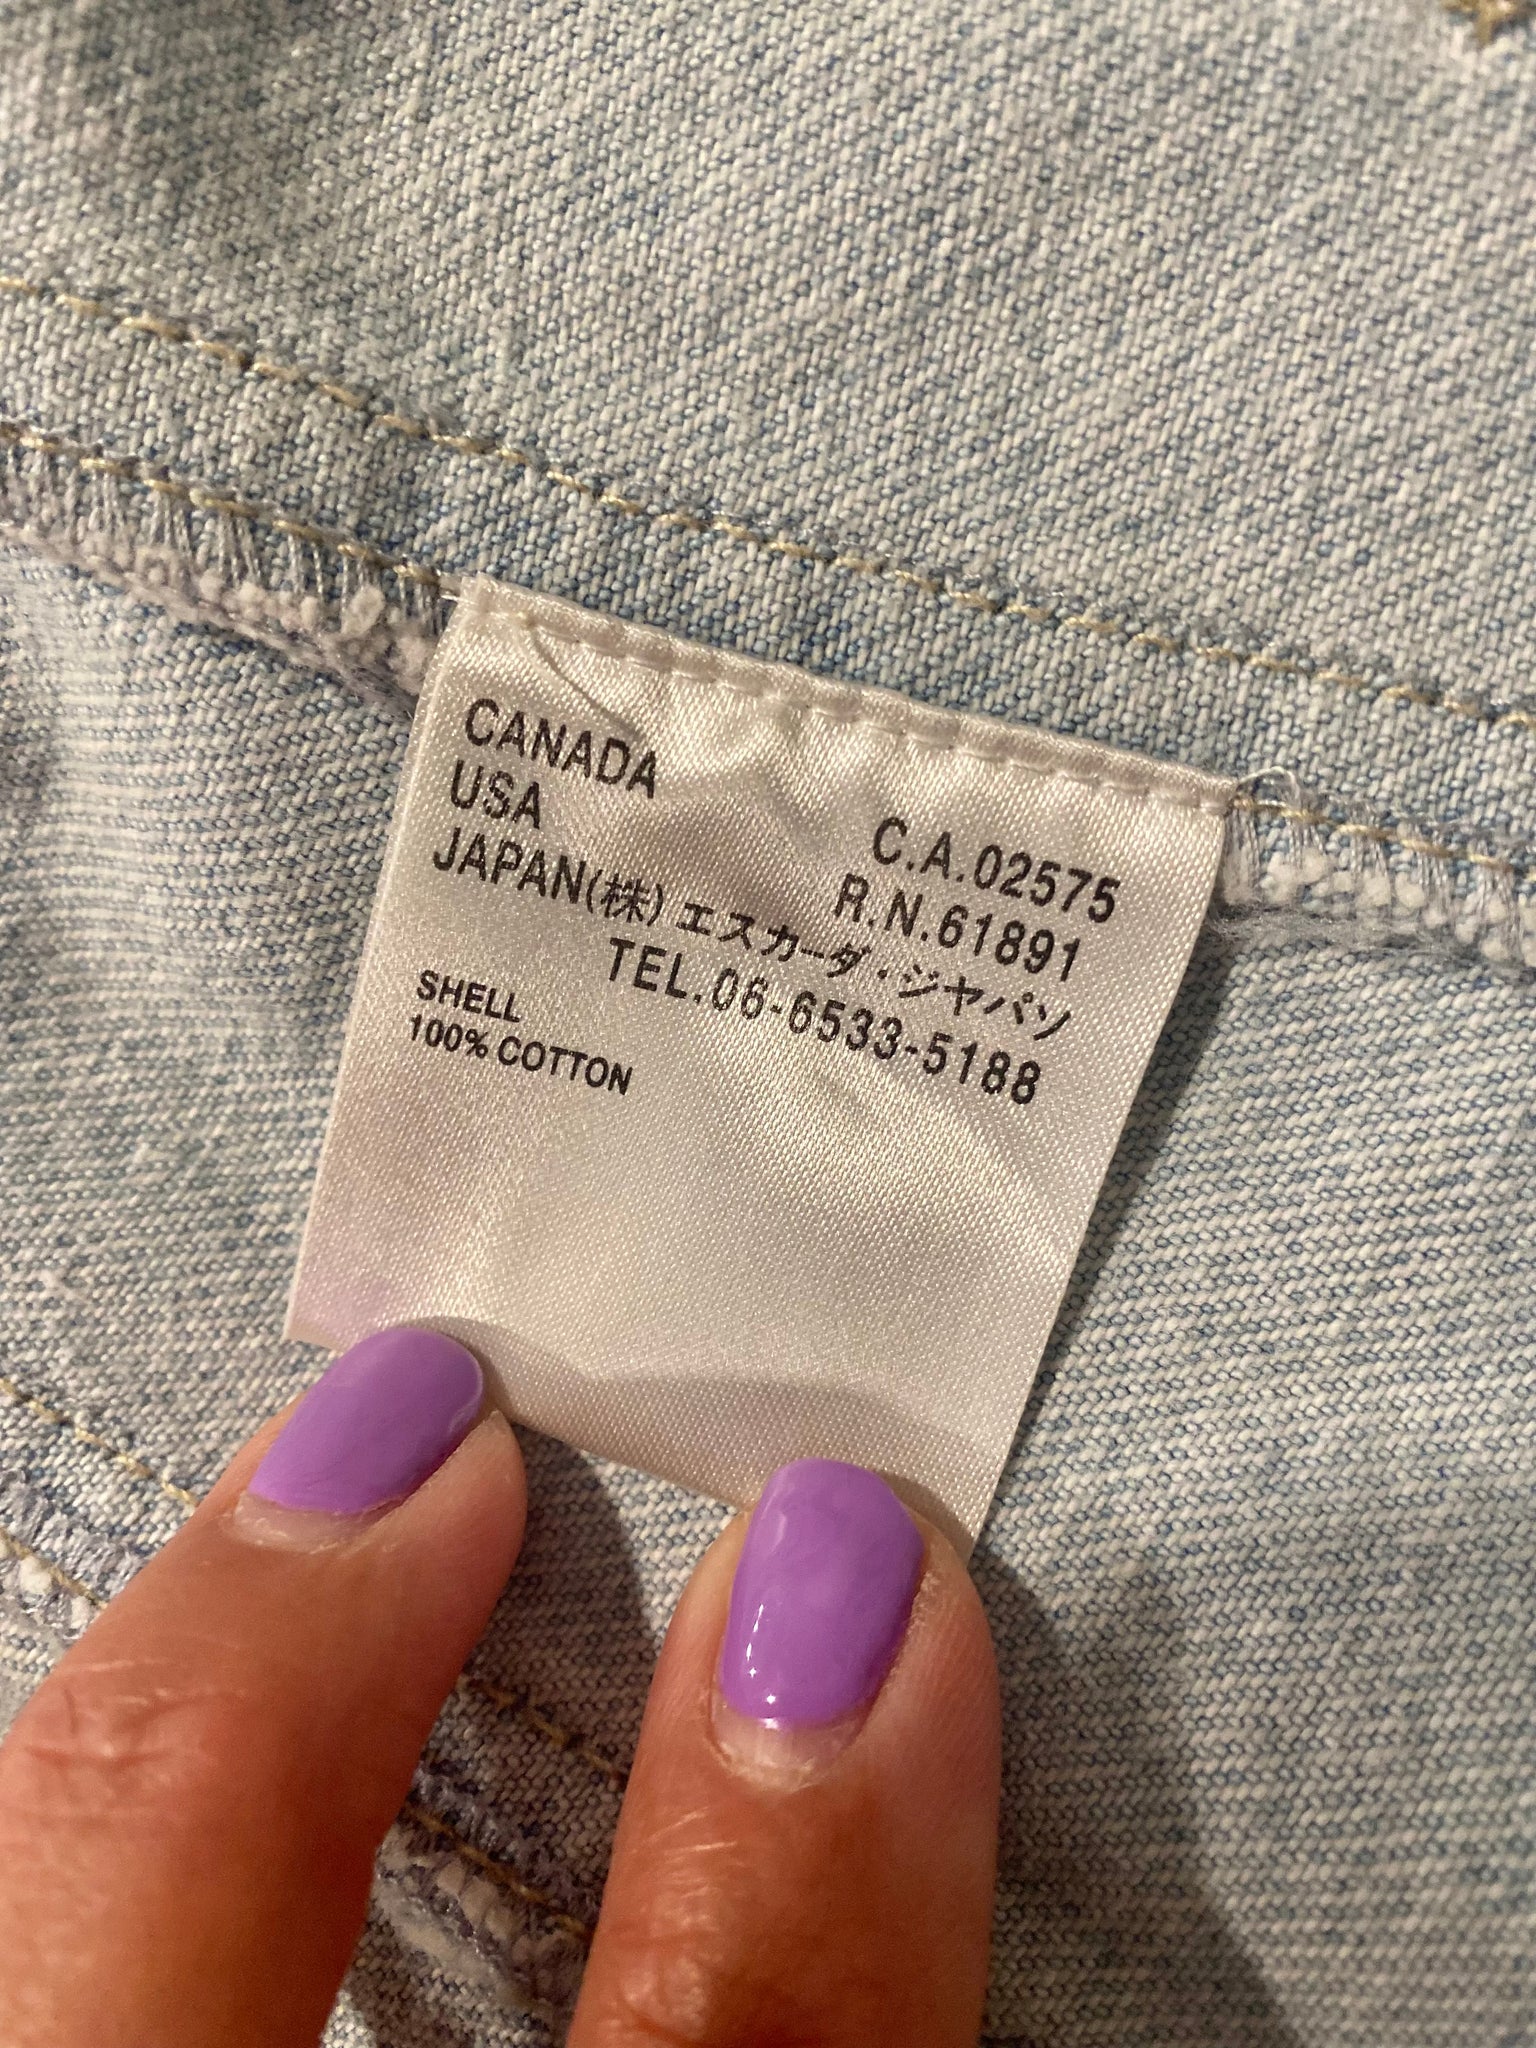 CANADA C.A.02575
USA R.N.61891
JAPAN(株) エスカーダ・ジャパン
TEL.06-6533-5188
SHELL
100% COTTON